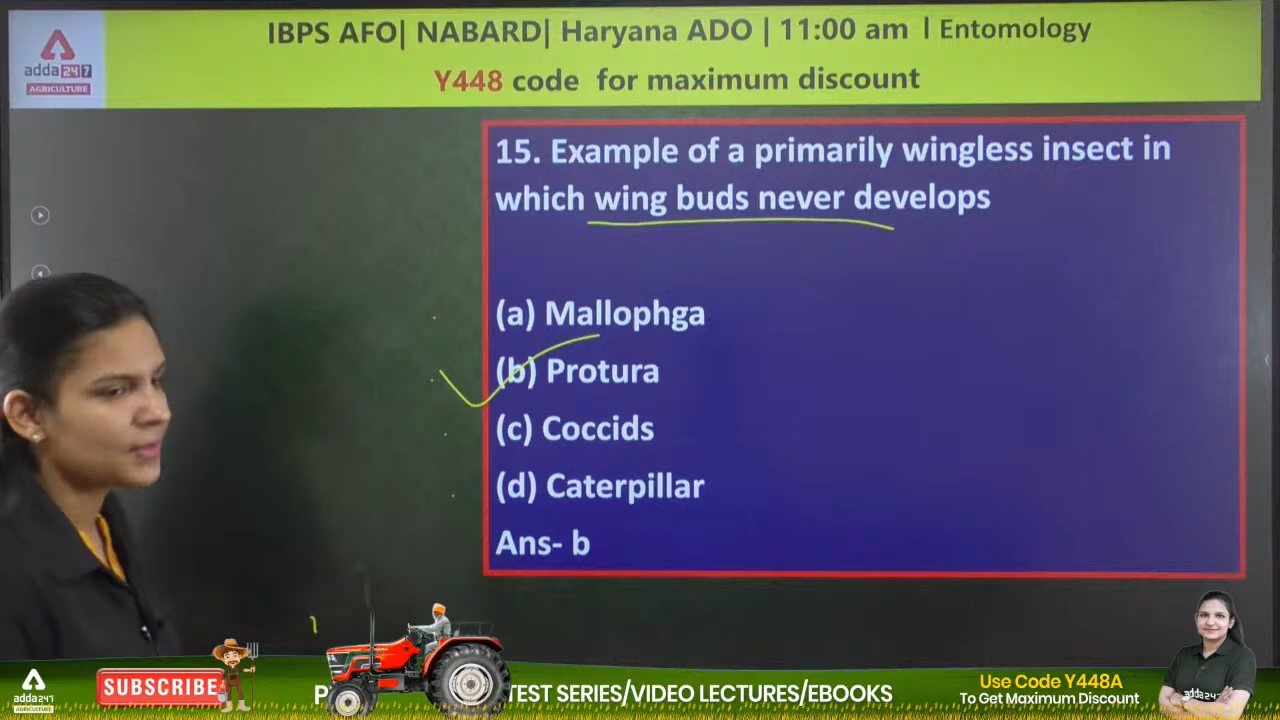 IBPS AFO| NABARD| Haryana ADO | 11:00 am | Entomology
Y448 code for maximum discount
adda247
AGRICULTURE
15. Example of a primarily wingless insect in
which wing buds never develops
(a) Mallophga
(b) Protura
(c) Coccids
(d) Caterpillar
Ans- b
adda247
AGRICULTURE
SUBSCRIBE
TEST SERIES/VIDEO LECTURES/EBOOKS
Use Code Y448A
To Get Maximum Discount
adda247